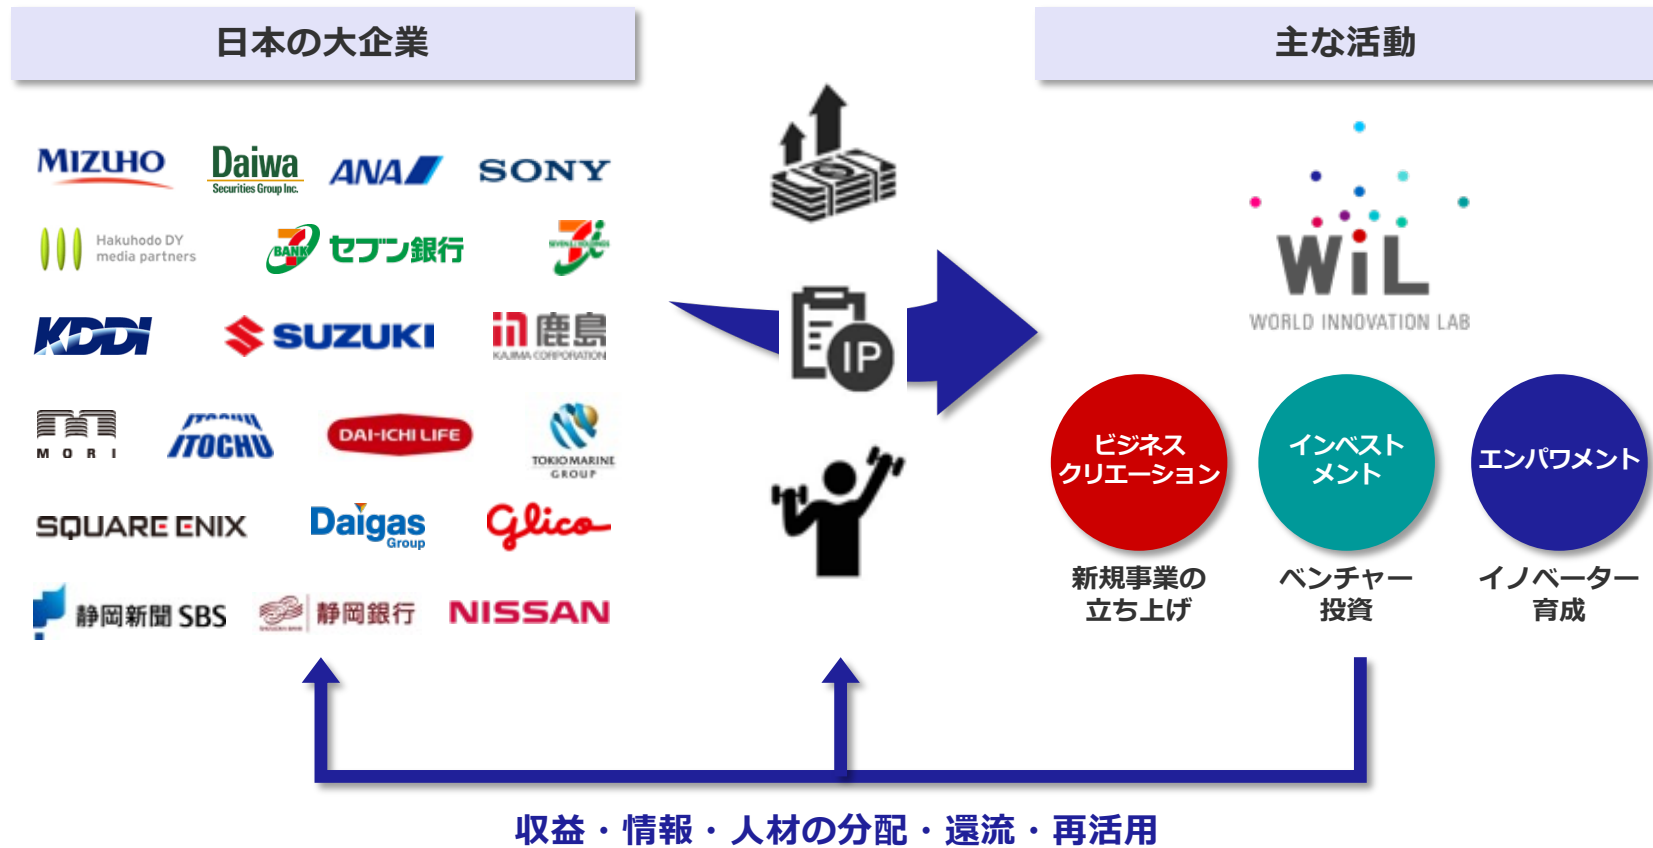 日本の大企業
主な活動
MIZUHO
Daiwa
Securities Group Inc.
ANA
SONY
Hakuhodo DY
media partners
7
BANK
セブン銀行
7
SEVEN & i HOLDINGS
KDDI
SUZUKI
鹿島
KAJIMA CORPORATION
MORI
ITOCHU
DAI-ICHI LIFE
TOKIO MARINE
GROUP
SQUARE ENIX
Daigas
Group
Glico
静岡新聞 SBS
静岡銀行
NISSAN
IP
WiL
WORLD INNOVATION LAB
ビジネス
クリエーション
インベスト
メント
エンパワメント
新規事業の
立ち上げ
ベンチャー
投資
イノベーター
育成
収益・情報・人材の分配・還流・再活用